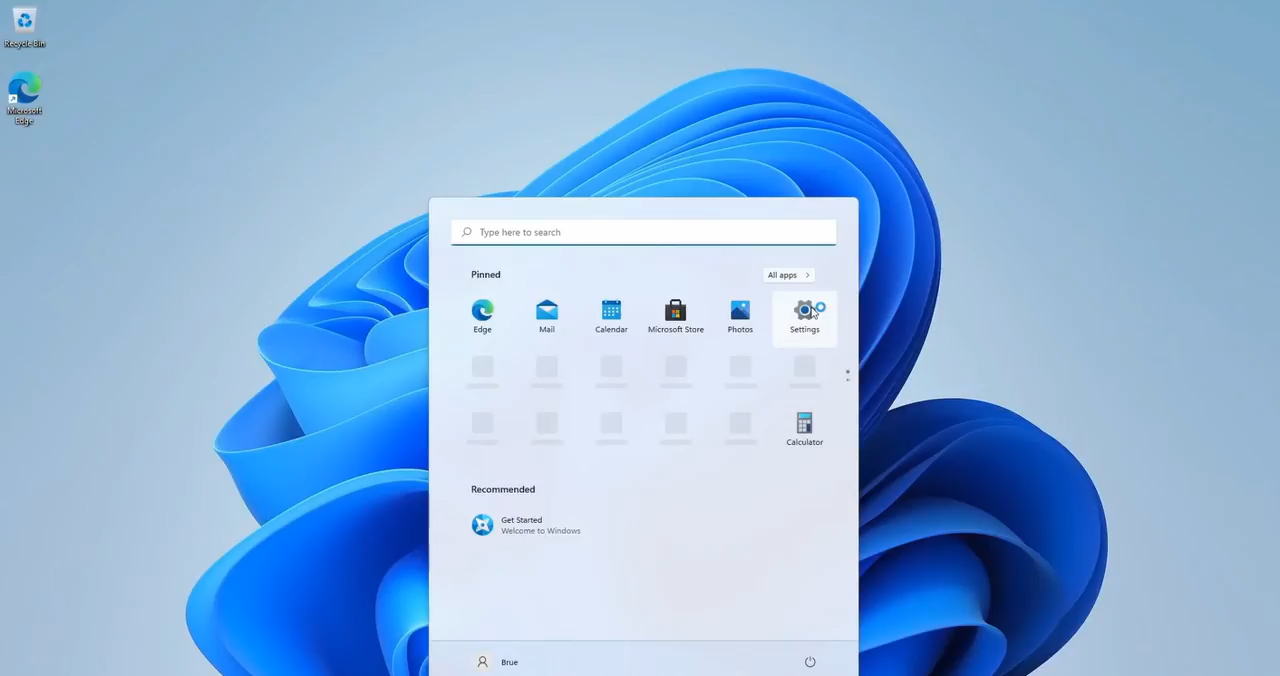 Recycle Bin
Microsoft
Edge
Type here to search
Pinned
All apps
Edge
Mail
Calendar
Microsoft Store
Photos
Settings
Calculator
Recommended
Get Started
Welcome to Windows
Brue